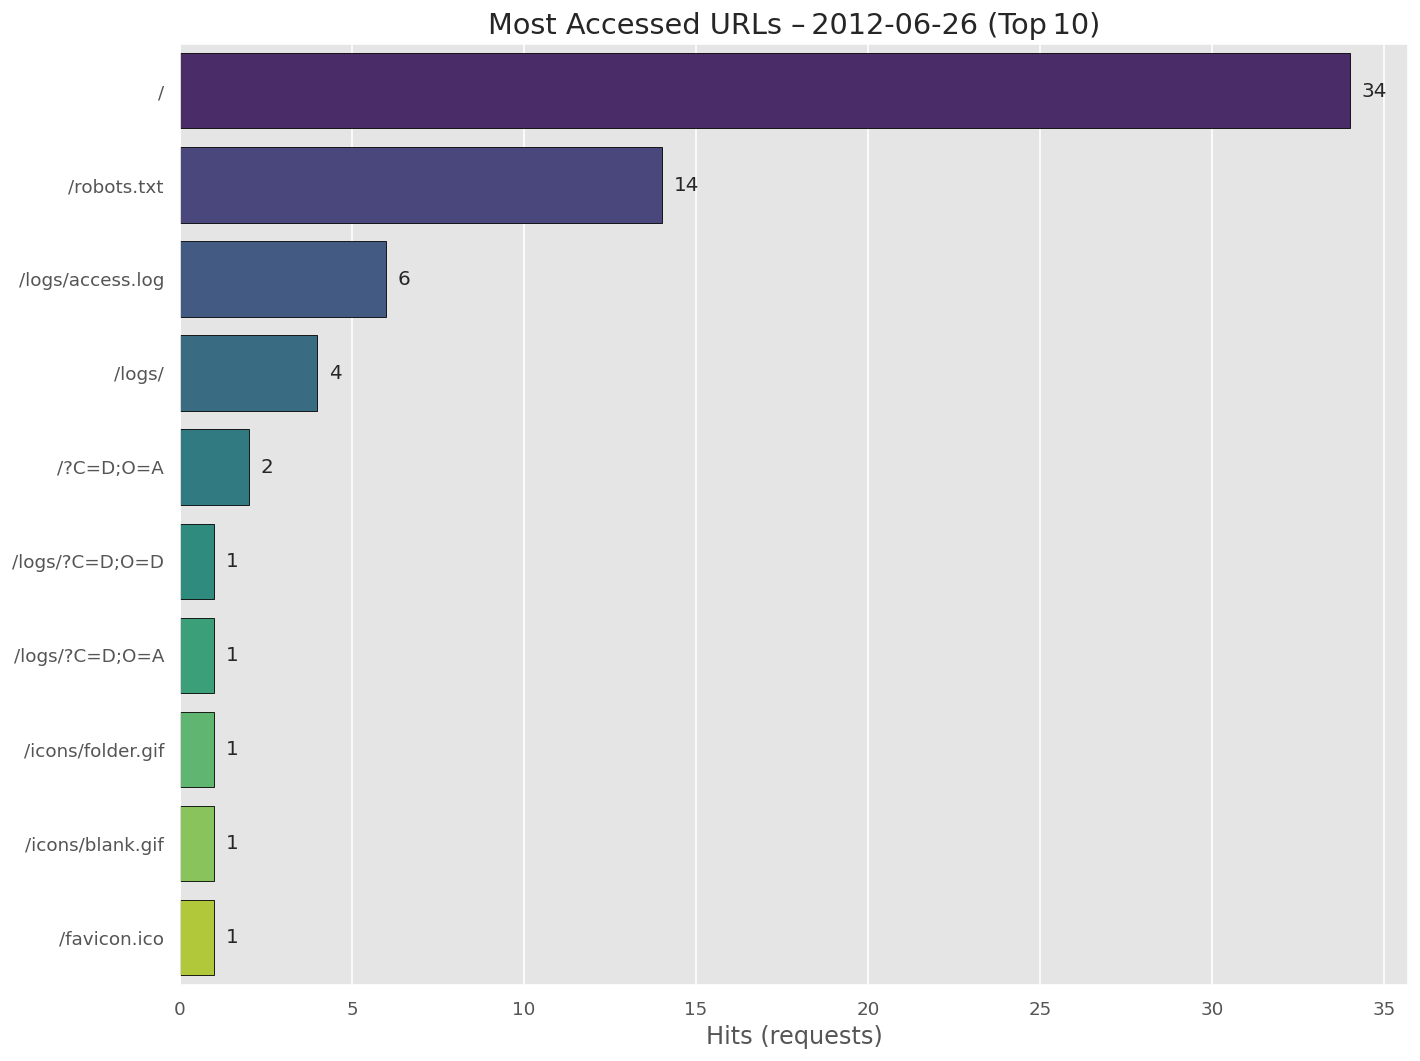 Most Accessed URLs – 2012-06-26 (Top 10)
/
34
/robots.txt
14
/logs/access.log
6
/logs/
4
/?C=D;O=A
2
/logs/?C=D;O=D
1
/logs/?C=D;O=A
1
/icons/folder.gif
1
/icons/blank.gif
1
/favicon.ico
1
0 5 10 15 20 25 30 35
Hits (requests)